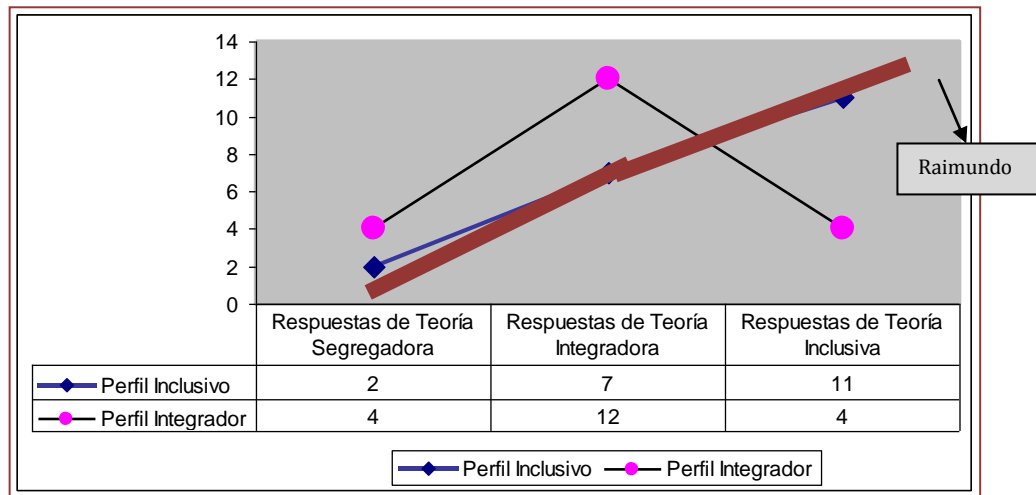 14
12
10
8
6
4
2
0
Raimundo
Respuestas de Teoría Segregadora
Respuestas de Teoría Integradora
Respuestas de Teoría Inclusiva
Perfil Inclusivo 2 7 11
Perfil Integrador 4 12 4
Perfil Inclusivo Perfil Integrador